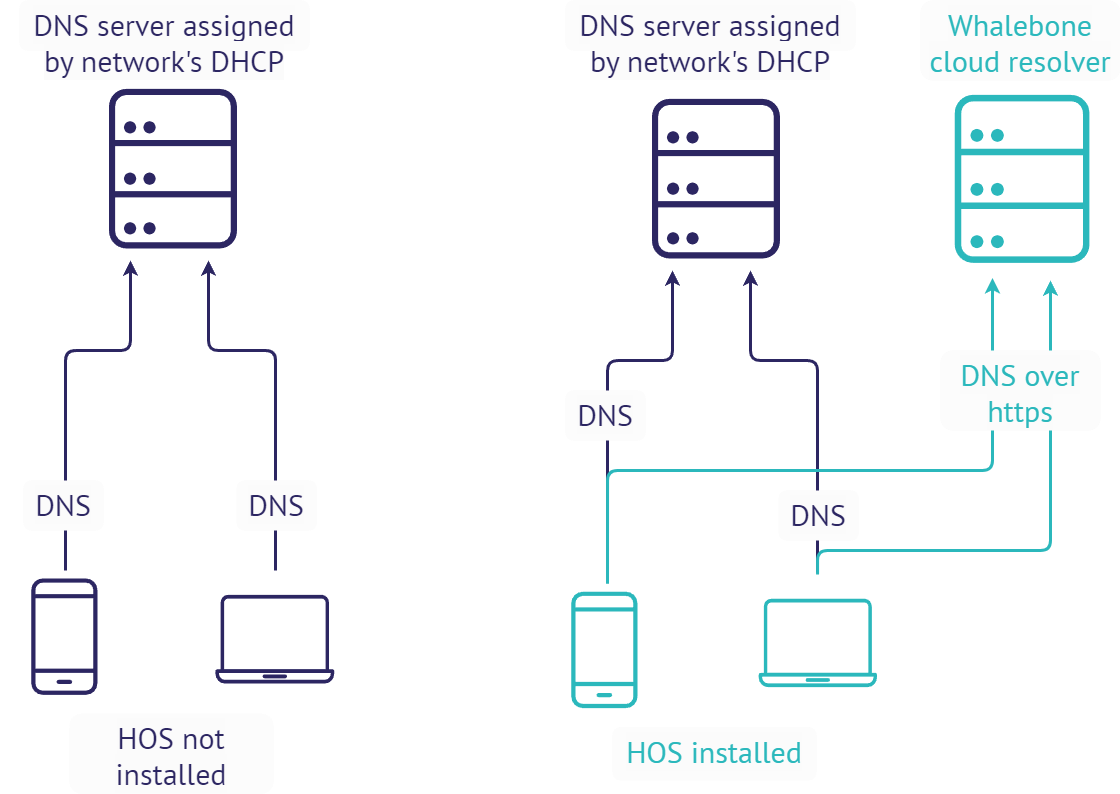 DNS server assigned
by network's DHCP
DNS
DNS
HOS not
installed
DNS server assigned
by network's DHCP
Whalebone
cloud resolver
DNS over
https
DNS
DNS
HOS installed